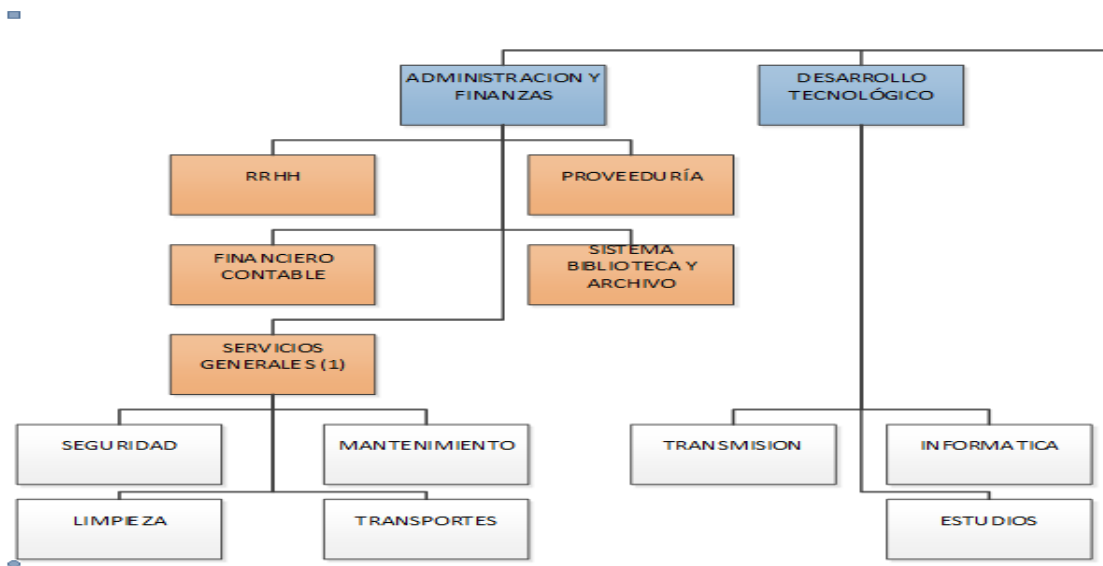 ADMINISTRACION Y
FINANZAS
DESARROLLO
TECNOLÓGICO
RRHH
PROVEEDURÍA
FINANCIERO
CONTABLE
SISTEMA
BIBLIOTECA Y
ARCHIVO
SERVICIOS
GENERALES (1)
SEGURIDAD
MANTENIMIENTO
TRANSMISION
INFORMATICA
LIMPIEZA
TRANSPORTES
ESTUDIOS